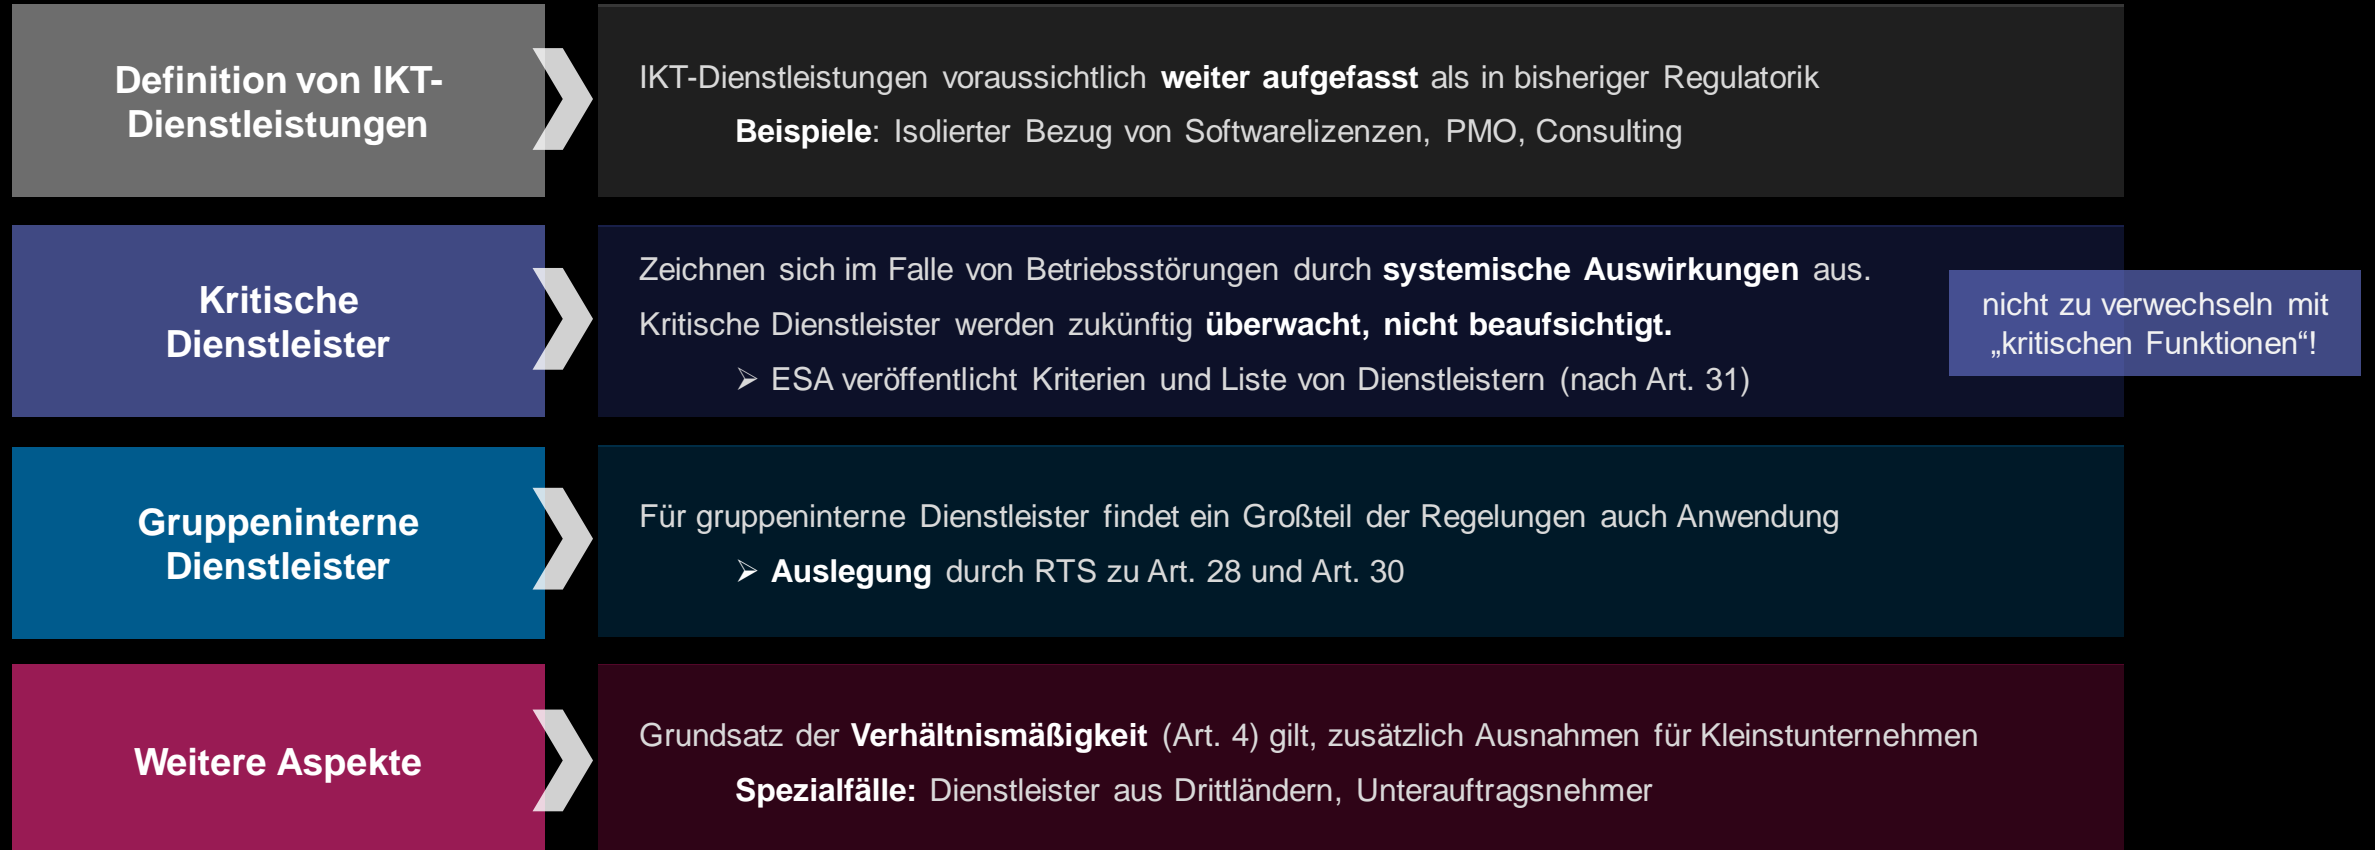 Definition von IKT-
Dienstleistungen
IKT-Dienstleistungen voraussichtlich weiter aufgefasst als in bisheriger Regulatorik
Beispiele: Isolierter Bezug von Softwarelizenzen, PMO, Consulting
Kritische
Dienstleister
Zeichnen sich im Falle von Betriebsstörungen durch systemische Auswirkungen aus.
Kritische Dienstleister werden zukünftig überwacht, nicht beaufsichtigt.
➢ ESA veröffentlicht Kriterien und Liste von Dienstleistern (nach Art. 31)
nicht zu verwechseln mit
„kritischen Funktionen“!
Gruppeninterne
Dienstleister
Für gruppeninterne Dienstleister findet ein Großteil der Regelungen auch Anwendung
➢ Auslegung durch RTS zu Art. 28 und Art. 30
Weitere Aspekte
Grundsatz der Verhältnismäßigkeit (Art. 4) gilt, zusätzlich Ausnahmen für Kleinstunternehmen
Spezialfälle: Dienstleister aus Drittländern, Unterauftragsnehmer